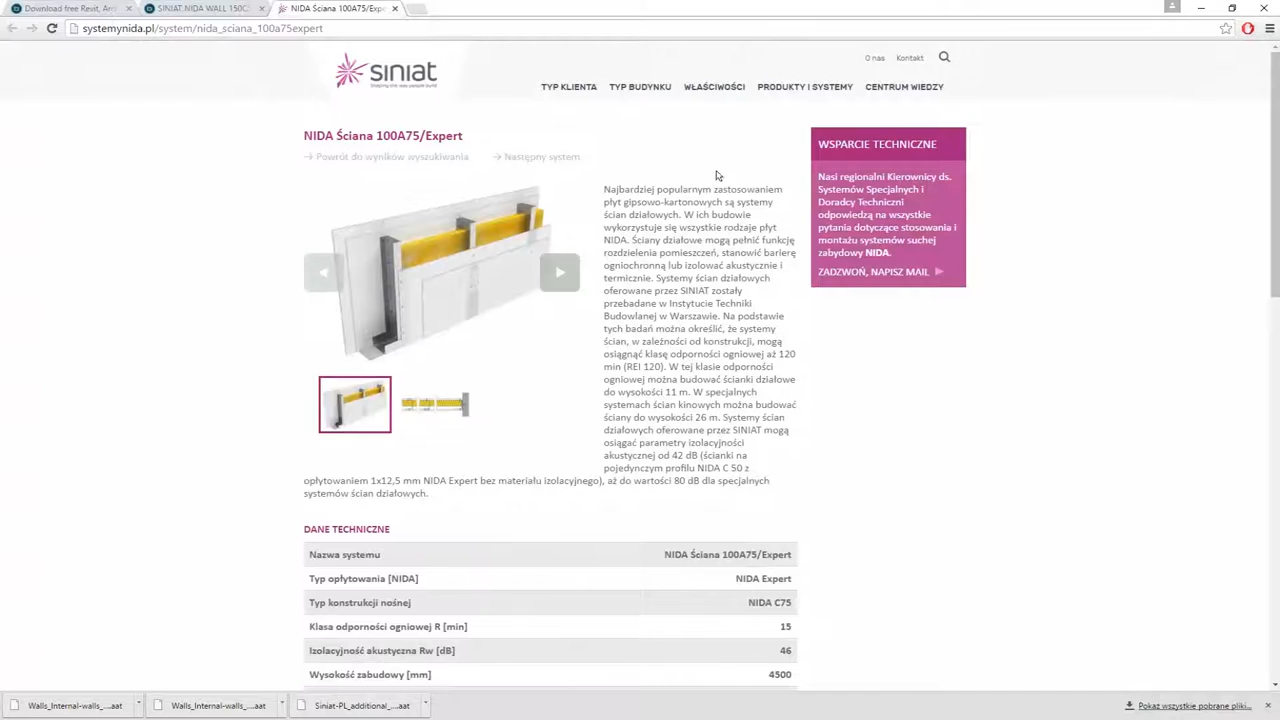 Download free Revit, Arch
SINIAT NIDA WALL 150C
NIDA Ściana 100A75/Expe
systemynida.pl/system/nida_sciana_100a75expert
siniat
O nas
Kontakt
TYP KLIENTA
TYP BUDYNKU
WŁAŚCIWOŚCI
PRODUKTY I SYSTEMY
CENTRUM WIEDZY
NIDA Ściana 100A75/Expert
Powrót do wyników wyszukiwania
Następny system
Najbardziej popularnym zastosowaniem
płyt gipsowo-kartonowych są systemy
ścian działowych. W ich budowie
wykorzystuje się wszystkie rodzaje płyt
NIDA. Ściany działowe mogą pełnić funkcję
rozdzielenia pomieszczeń, stanowić barierę
ogniochronną lub izolować akustycznie i
termicznie. Systemy ścian działowych
oferowane przez SINIAT zostały
przebadane w Instytucie Techniki
Budowlanej w Warszawie. Na podstawie
tych badań można określić, że systemy
ścian, w zależności od konstrukcji, mogą
osiągnąć klasę odporności ogniowej aż 120
min (REI 120). W tej klasie odporności
ogniowej można budować ścianki działowe
do wysokości 11 m. W specjalnych
systemach ścian kinowych można budować
ściany do wysokości 26 m. Systemy ścian
działowych oferowane przez SINIAT mogą
osiągać parametry izolacyjności
akustycznej od 42 dB (ścianki na
pojedynczym profilu NIDA C 50 z
opłytowaniem 1x12,5 mm NIDA Expert bez materiału izolacyjnego), aż do wartości 80 dB dla specjalnych
systemów ścian działowych.
WSPARCIE TECHNICZNE
Nasi regionalni Kierownicy ds.
Systemów Specjalnych i
Doradcy Techniczni
odpowiedzą na wszystkie
pytania dotyczące stosowania i
montażu systemów suchej
zabydowy NIDA.
ZADZWOŃ, NAPISZ MAIL
DANE TECHNICZNE
Nazwa systemu NIDA Ściana 100A75/Expert
Typ opłytowania [NIDA] NIDA Expert
Typ konstrukcji nośnej NIDA C75
Klasa odporności ogniowej R [min] 15
Izolacyjność akustyczna Rw [dB] 46
Wysokość zabudowy [mm] 4500
Walls_Internal-walls_....aat
Walls_Internal-walls_....aat
Siniat-PL_additional_....aat
Pokaż wszystkie pobrane pliki...